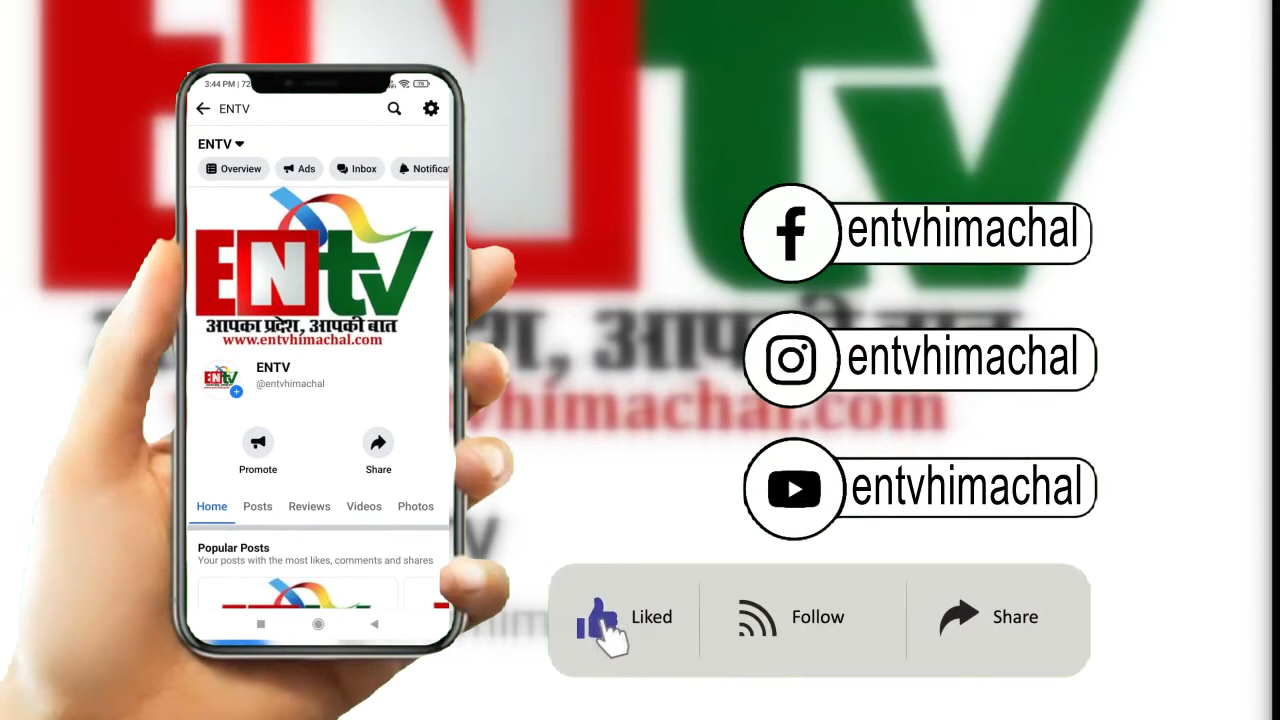 3:44 PM | 72
ENTV
ENTV
Overview
Ads
Inbox
Notifica
ENTV
आपका प्रदेश, आपकी बात
www.entvhimachal.com
ENTV
@entvhimachal
Promote
Share
Home
Posts
Reviews
Videos
Photos
Popular Posts
Your posts with the most likes, comments and shares
entvhimachal
entvhimachal
entvhimachal
Liked
Follow
Share